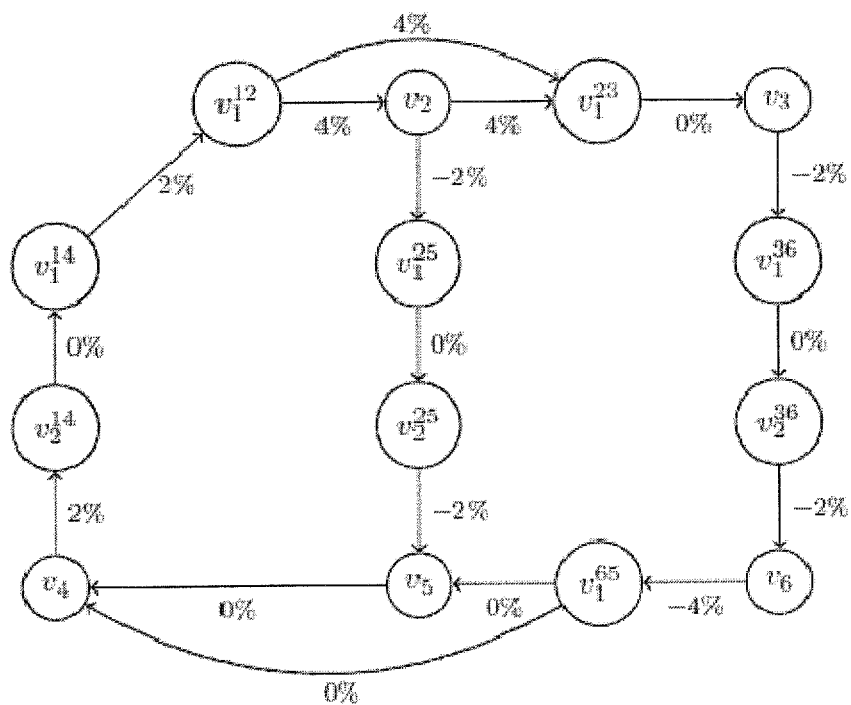 4%
v_1^{12} v_2 v_1^{23} v_3
4% 4% 0%
2% −2% −2%
v_1^{14} v_1^{25} v_1^{36}
0% 0% 0%
v_2^{14} v_2^{25} v_2^{36}
2% −2% −2%
v_4 v_5 v_1^{65} v_6
0% 0% −4%
0%